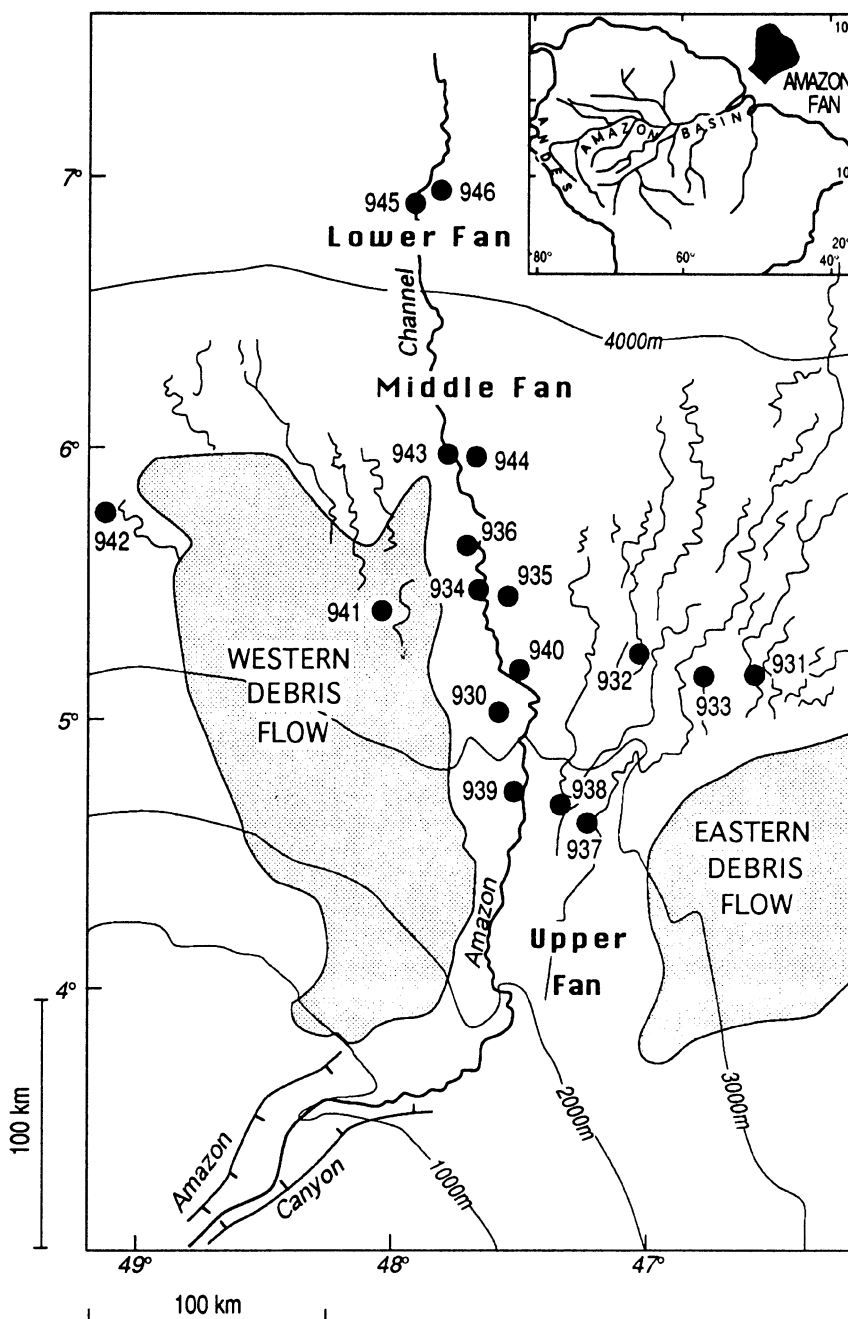 10
AMAZON
FAN
ANDES
AMAZON BASIN
10
20°
80°
60°
40°
7°
945
946
Lower Fan
Channel
4000m
Middle Fan
6°
943
944
942
936
934
935
941
WESTERN
DEBRIS
FLOW
940
932
931
933
930
5°
939
938
937
EASTERN
DEBRIS
FLOW
Amazon
Upper
Fan
4°
2000m
3000m
1000m
Amazon
Canyon
100 km
49°
48°
47°
100 km